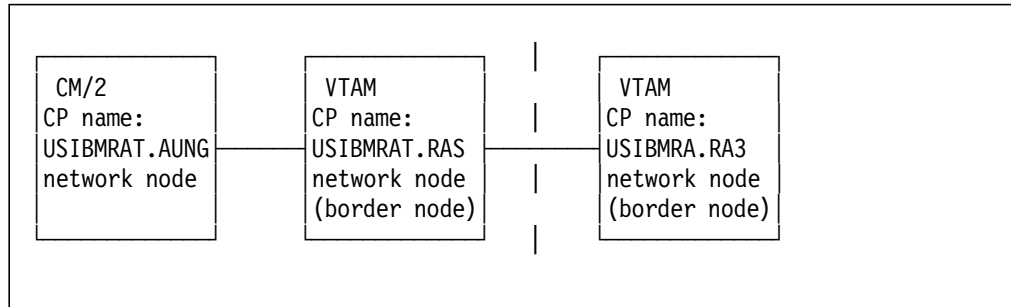 CM/2
CP name:
USIBMRAT.AUNG
network node
VTAM
CP name:
USIBMRAT.RAS
network node
(border node)
VTAM
CP name:
USIBMRA.RA3
network node
(border node)